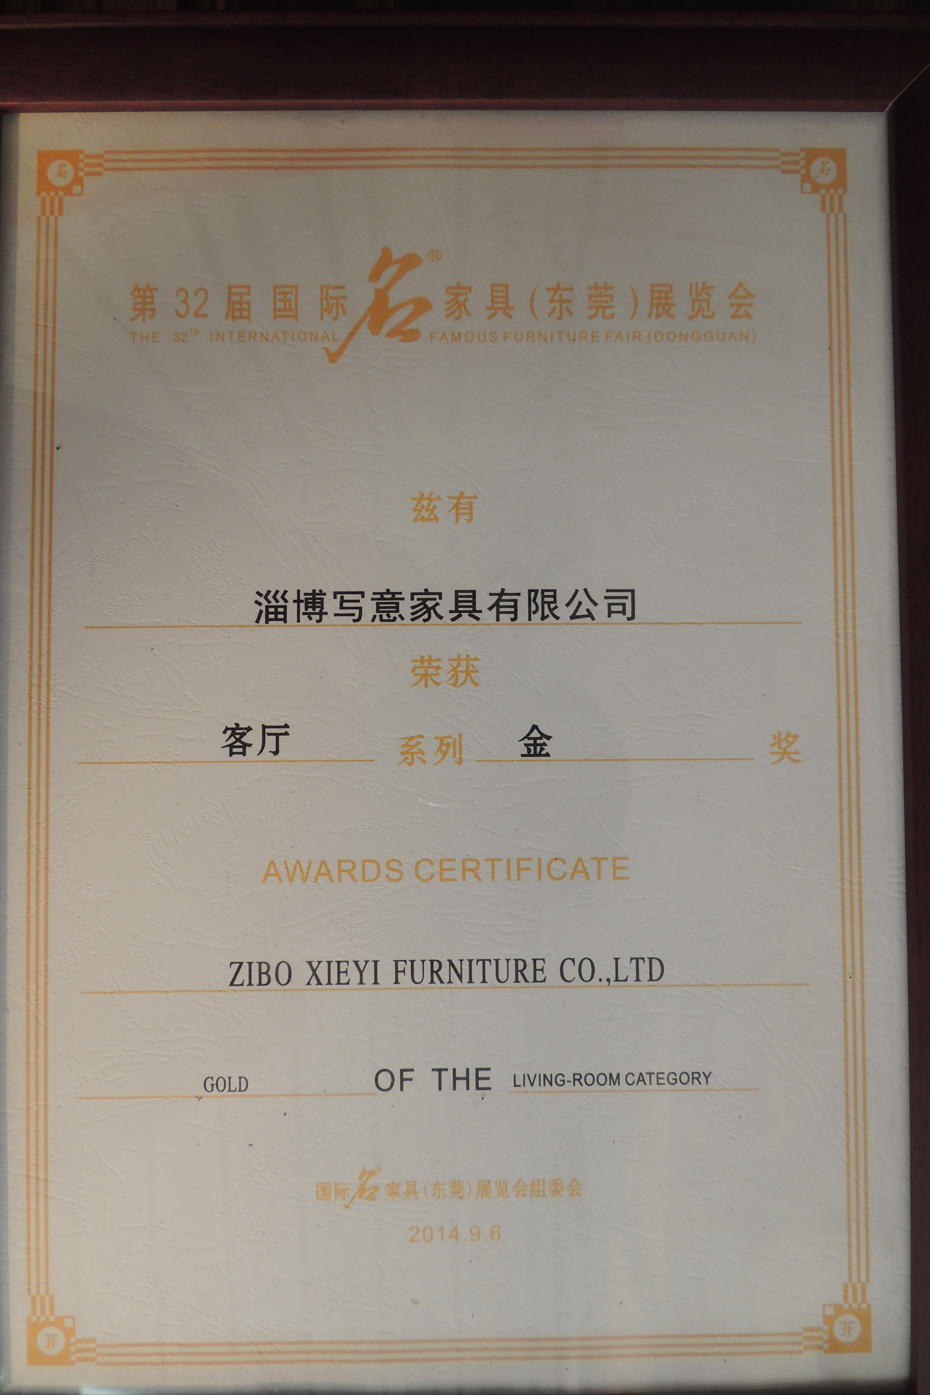 第32届国际名®家具(东莞)展览会
THE 32TH INTERNATIONAL FAMOUS FURNITURE FAIR (DONGGUAN)
兹有
淄博写意家具有限公司
荣获
客厅 系列 金 奖
AWARDS CERTIFICATE
ZIBO XIEYI FURNITURE CO.,LTD
GOLD OF THE LIVING-ROOM CATEGORY
国际名家具(东莞)展览会组委会
2014.9.6